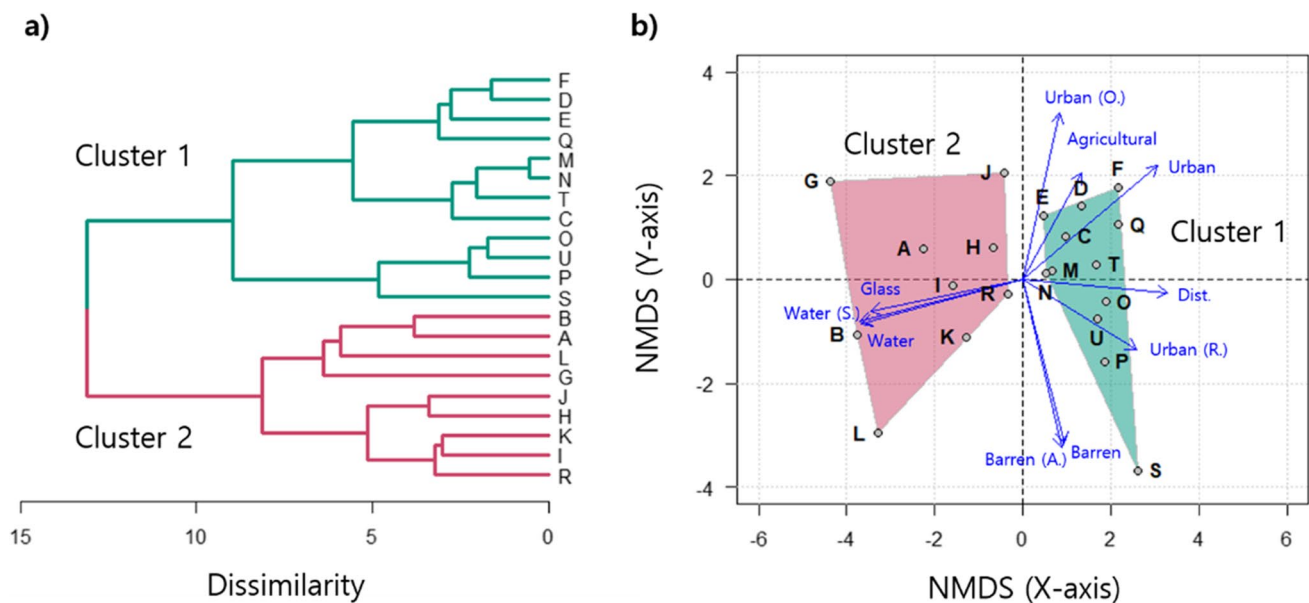 a)
Cluster 1
Cluster 2
F
D
E
Q
M
N
T
C
O
U
P
S
B
A
L
G
J
H
K
I
R
15 10 5 0
Dissimilarity
b)
NMDS (Y-axis)
4
2
0
-2
-4
Urban (O.)
Agricultural
Urban
Cluster 2
Cluster 1
G
J
E
D
F
Q
C
A
H
T
M
N
I
R
Glass
Water (S.)
Water
B
K
L
Dist.
O
U
Urban (R.)
P
Barren (A.)
Barren
S
-6 -4 -2 0 2 4 6
NMDS (X-axis)